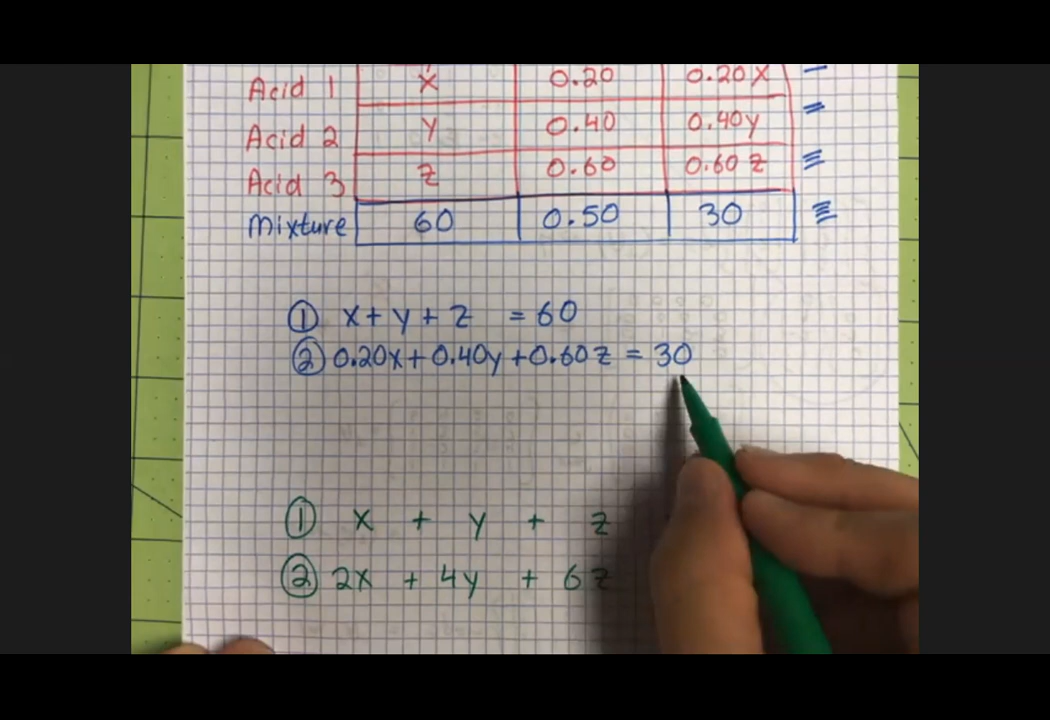 Acid 1 x 0.20 0.20x
Acid 2 y 0.40 0.40y
Acid 3 z 0.60 0.60z
Mixture 60 0.50 30
① x + y + z = 60
② 0.20x + 0.40y + 0.60z = 30
① x + y + z
② 2x + 4y + 6z